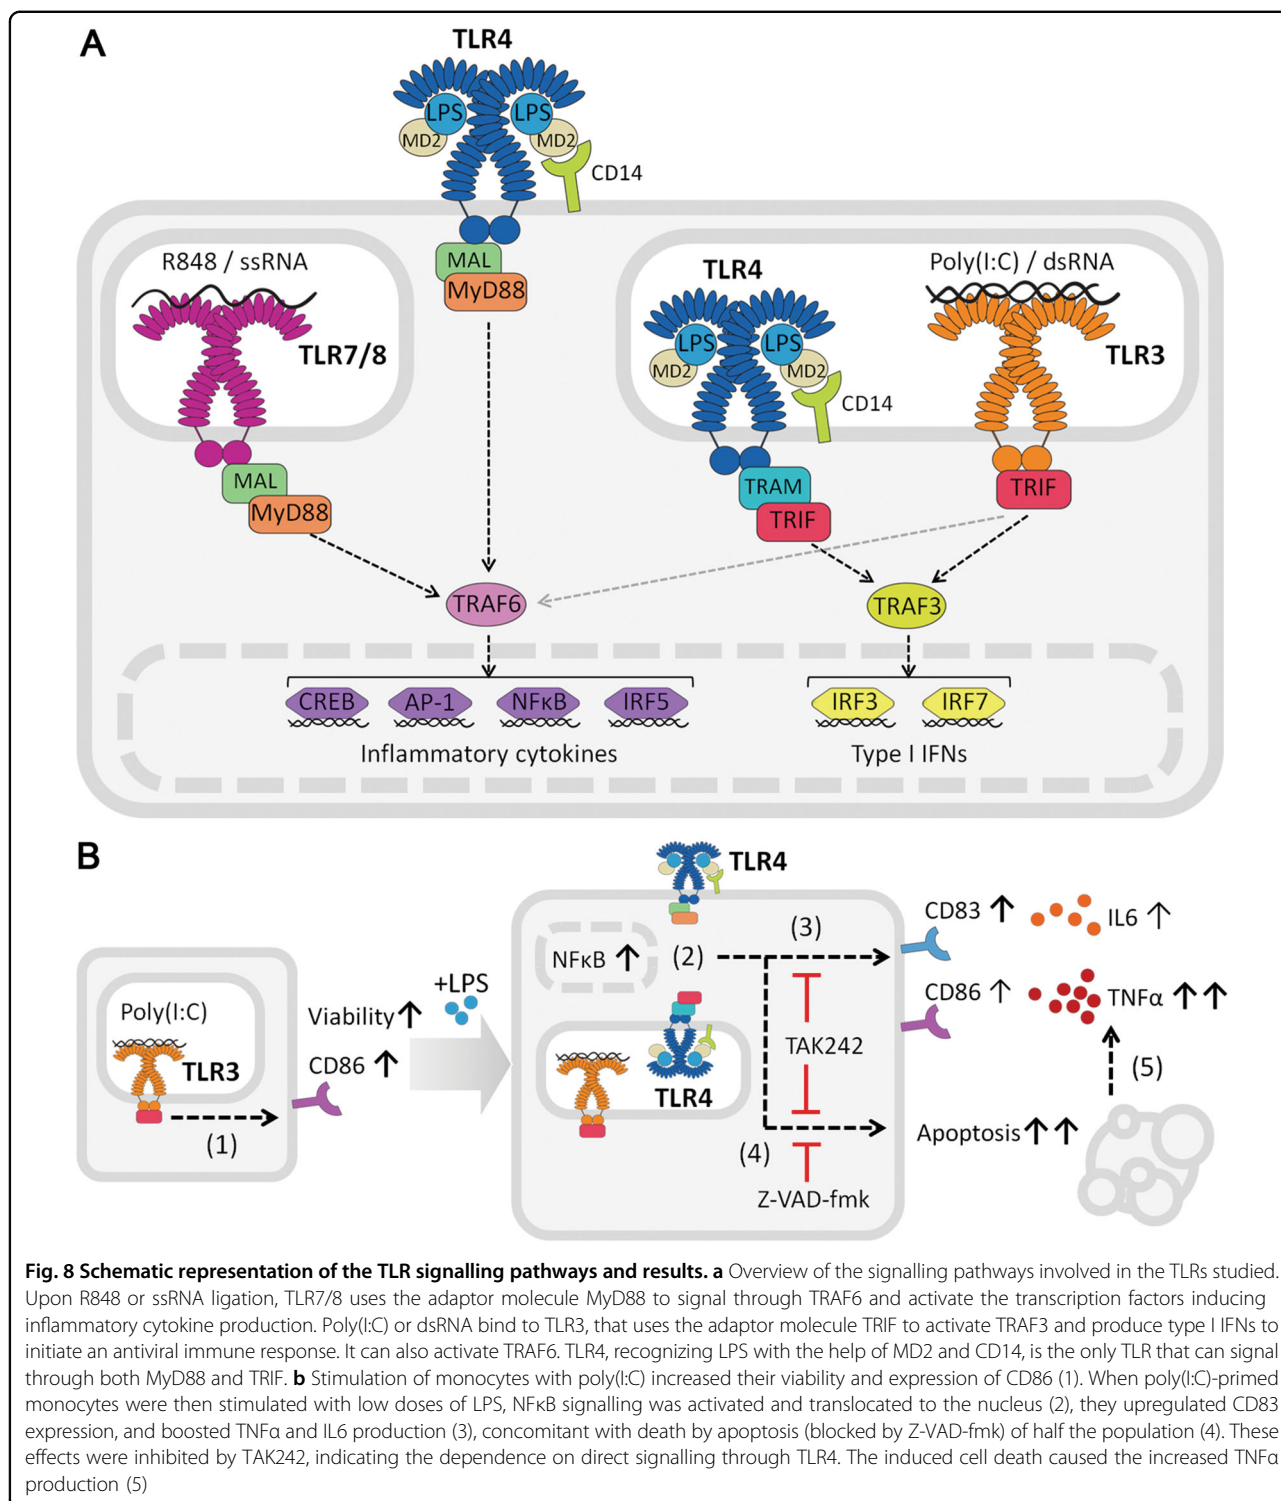 A
TLR4
LPS
LPS
MD2
MD2
CD14
MAL
MyD88
R848 / ssRNA
TLR7/8
MAL
MyD88
TLR4
LPS
LPS
MD2
MD2
CD14
TRAM
TRIF
Poly(I:C) / dsRNA
TLR3
TRIF
TRAF6
TRAF3
CREB
AP-1
NFκB
IRF5
Inflammatory cytokines
IRF3
IRF7
Type I IFNs
B
Poly(I:C)
TLR3
(1)
Viability
CD86
+LPS
TLR4
NFκB
(2)
(3)
TLR4
TAK242
(4)
Z-VAD-fmk
CD83
IL6
CD86
TNFα
(5)
Apoptosis
Fig. 8 Schematic representation of the TLR signalling pathways and results. a Overview of the signalling pathways involved in the TLRs studied.
Upon R848 or ssRNA ligation, TLR7/8 uses the adaptor molecule MyD88 to signal through TRAF6 and activate the transcription factors inducing
inflammatory cytokine production. Poly(I:C) or dsRNA bind to TLR3, that uses the adaptor molecule TRIF to activate TRAF3 and produce type I IFNs to
initiate an antiviral immune response. It can also activate TRAF6. TLR4, recognizing LPS with the help of MD2 and CD14, is the only TLR that can signal
through both MyD88 and TRIF. b Stimulation of monocytes with poly(I:C) increased their viability and expression of CD86 (1). When poly(I:C)-primed
monocytes were then stimulated with low doses of LPS, NFκB signalling was activated and translocated to the nucleus (2), they upregulated CD83
expression, and boosted TNFα and IL6 production (3), concomitant with death by apoptosis (blocked by Z-VAD-fmk) of half the population (4). These
effects were inhibited by TAK242, indicating the dependence on direct signalling through TLR4. The induced cell death caused the increased TNFα
production (5)